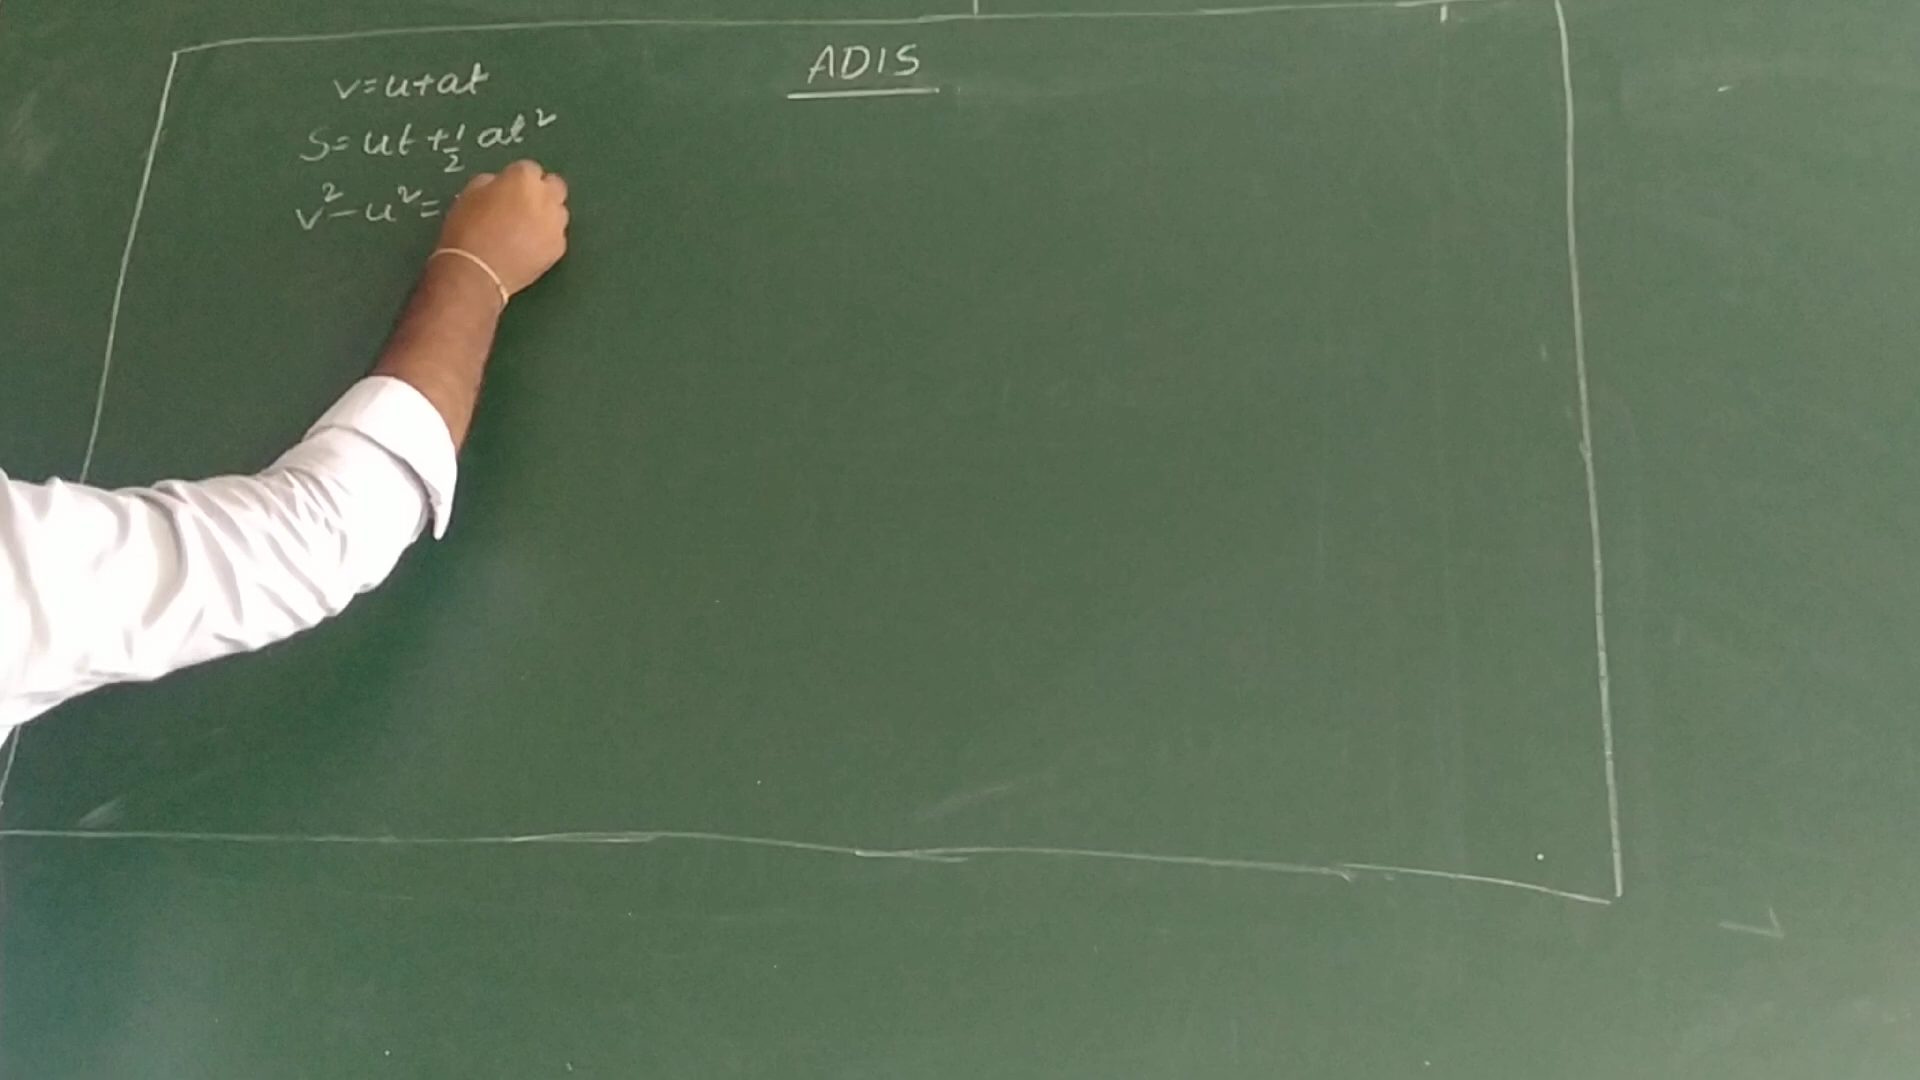 ADIS
v=u+at
S=ut+½at²
v²-u²=